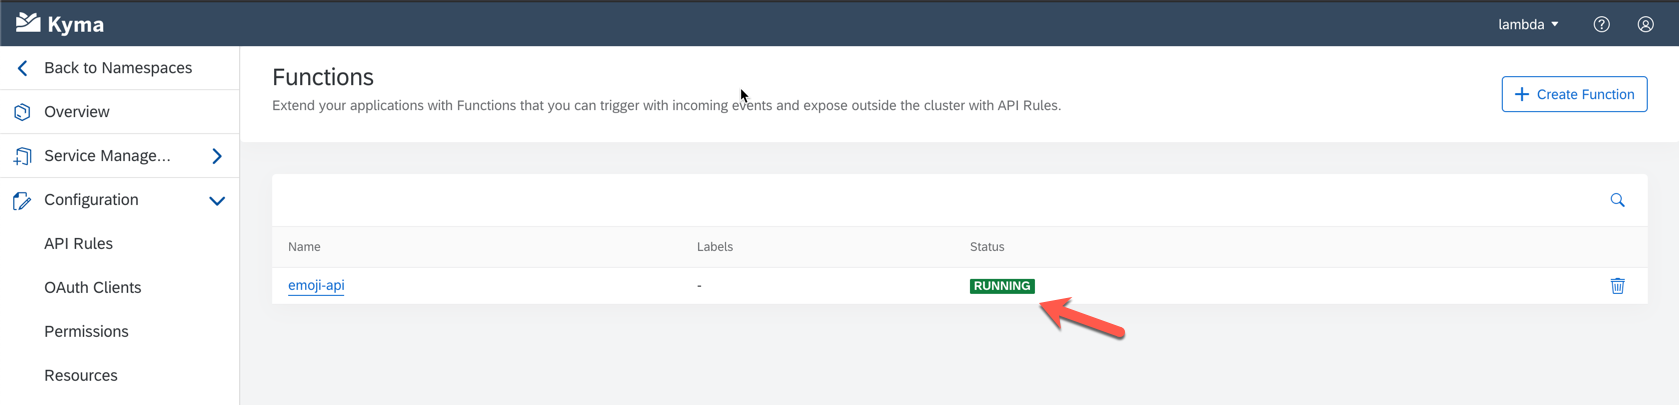 Kyma
lambda
Back to Namespaces
Overview
Service Manage...
Configuration
API Rules
OAuth Clients
Permissions
Resources
Functions
Extend your applications with Functions that you can trigger with incoming events and expose outside the cluster with API Rules.
+ Create Function
Name Labels Status
emoji-api - RUNNING